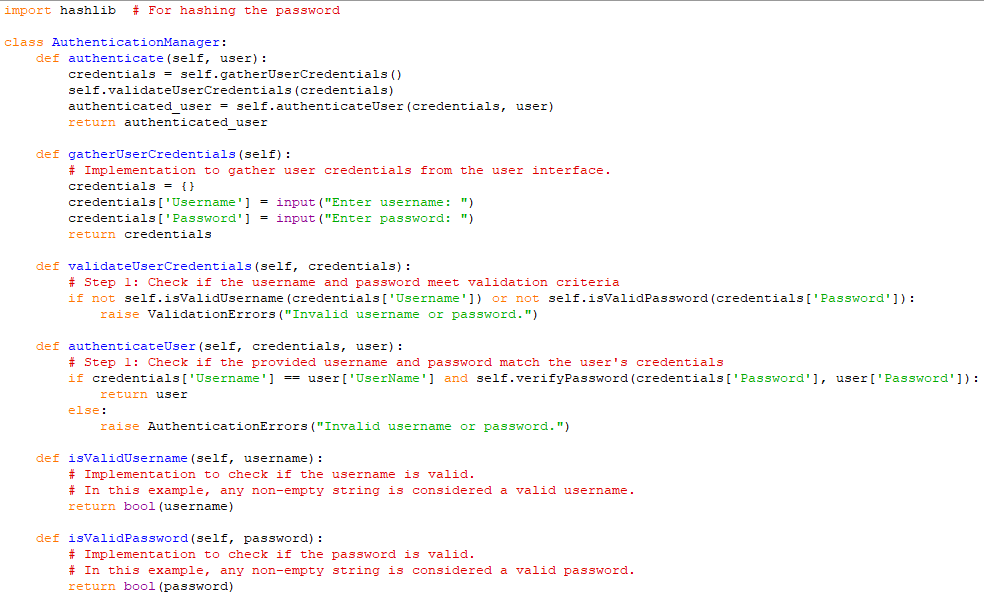 import hashlib  # For hashing the password

class AuthenticationManager:
    def authenticate(self, user):
        credentials = self.gatherUserCredentials()
        self.validateUserCredentials(credentials)
        authenticated_user = self.authenticateUser(credentials, user)
        return authenticated_user

    def gatherUserCredentials(self):
        # Implementation to gather user credentials from the user interface.
        credentials = {}
        credentials['Username'] = input("Enter username: ")
        credentials['Password'] = input("Enter password: ")
        return credentials

    def validateUserCredentials(self, credentials):
        # Step 1: Check if the username and password meet validation criteria
        if not self.isValidUsername(credentials['Username']) or not self.isValidPassword(credentials['Password']):
            raise ValidationErrors("Invalid username or password.")

    def authenticateUser(self, credentials, user):
        # Step 1: Check if the provided username and password match the user's credentials
        if credentials['Username'] == user['UserName'] and self.verifyPassword(credentials['Password'], user['Password']):
            return user
        else:
            raise AuthenticationErrors("Invalid username or password.")

    def isValidUsername(self, username):
        # Implementation to check if the username is valid.
        # In this example, any non-empty string is considered a valid username.
        return bool(username)

    def isValidPassword(self, password):
        # Implementation to check if the password is valid.
        # In this example, any non-empty string is considered a valid password.
        return bool(password)